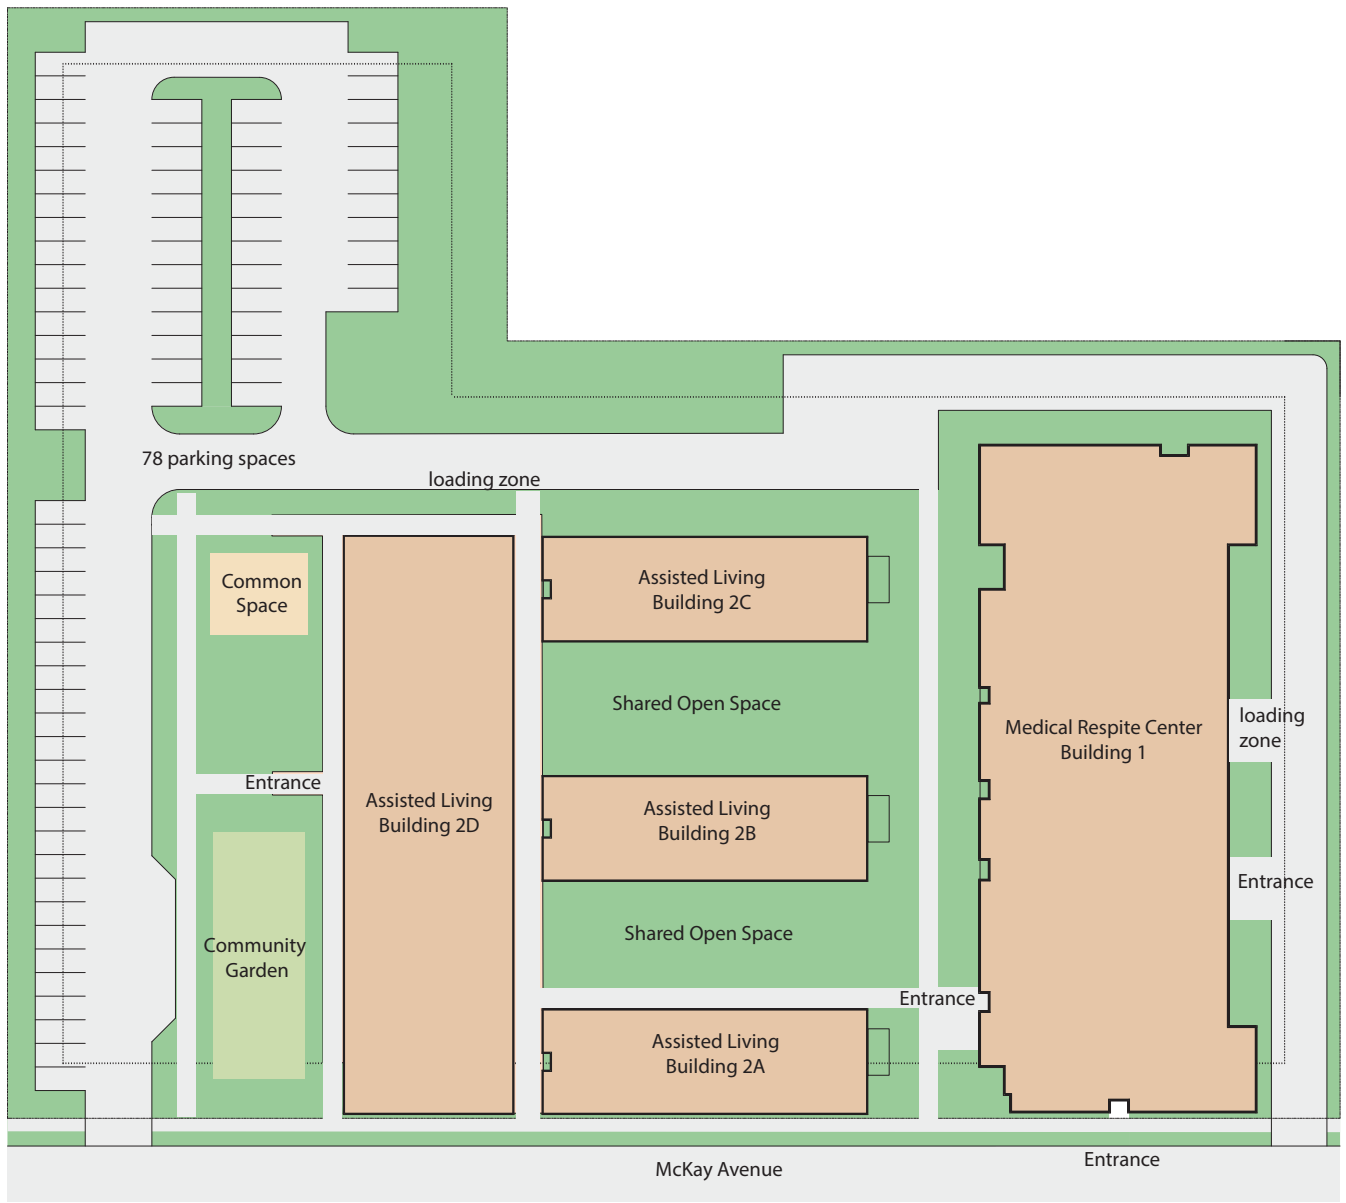 78 parking spaces
loading zone
Common
Space
Assisted Living
Building 2C
Shared Open Space
loading
zone
Medical Respite Center
Building 1
Entrance
Assisted Living
Building 2D
Assisted Living
Building 2B
Entrance
Shared Open Space
Community
Garden
Entrance
Assisted Living
Building 2A
Entrance
McKay Avenue